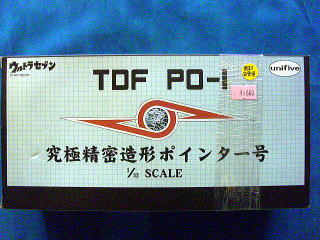 ウルトラセブン
unifive
TDF PO-1
究極精密造形ポインター号
1/32 SCALE